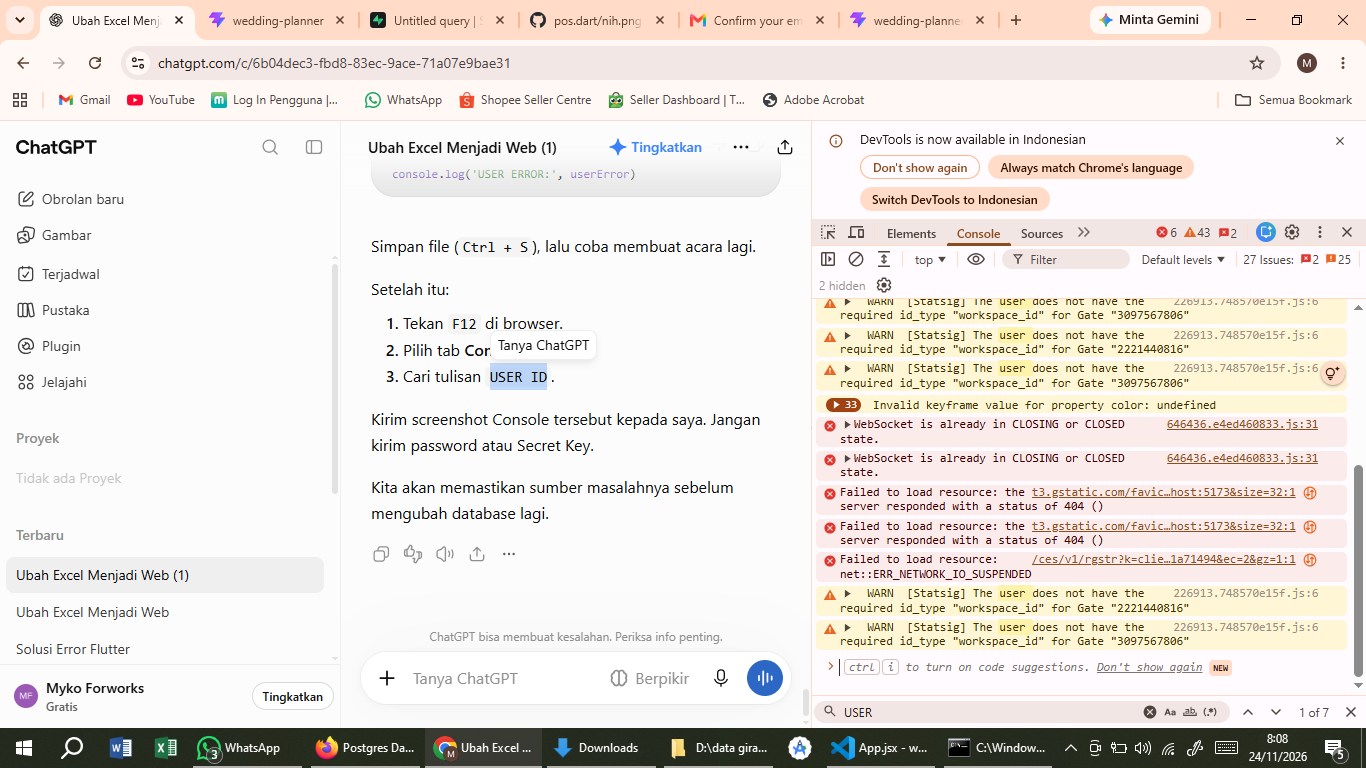 Ubah Excel Menj
wedding-planner
Untitled query | S
pos.dart/nih.png
Confirm your em
wedding-planne
Minta Gemini
chatgpt.com/c/6b04dec3-fbd8-83ec-9ace-71a07e9bae31
M
Gmail
YouTube
Log In Pengguna |...
WhatsApp
Shopee Seller Centre
Seller Dashboard | T...
Adobe Acrobat
Semua Bookmark
ChatGPT
Obrolan baru
Gambar
Terjadwal
Pustaka
Plugin
Jelajahi
Proyek
Tidak ada Proyek
Terbaru
Ubah Excel Menjadi Web (1)
Ubah Excel Menjadi Web
Solusi Error Flutter
MF
Myko Forworks
Gratis
Tingkatkan
Ubah Excel Menjadi Web (1)
Tingkatkan
console.log('USER ERROR:', userError)
Simpan file (Ctrl + S), lalu coba membuat acara lagi.
Setelah itu:
1. Tekan F12 di browser.
2. Pilih tab Con
Tanya ChatGPT
3. Cari tulisan USER ID.
Kirim screenshot Console tersebut kepada saya. Jangan
kirim password atau Secret Key.
Kita akan memastikan sumber masalahnya sebelum
mengubah database lagi.
ChatGPT bisa membuat kesalahan. Periksa info penting.
Tanya ChatGPT
Berpikir
DevTools is now available in Indonesian
Don't show again
Always match Chrome's language
Switch DevTools to Indonesian
Elements
Console
Sources
6
43
2
top
Filter
Default levels
27 Issues:
2
25
2 hidden
WARN [Statsig] The user does not have the 226913.748570e15f.js:6
required id_type "workspace_id" for Gate "3097567806"
WARN [Statsig] The user does not have the 226913.748570e15f.js:6
required id_type "workspace_id" for Gate "2221440816"
WARN [Statsig] The user does not have the 226913.748570e15f.js:6
required id_type "workspace_id" for Gate "3097567806"
33 Invalid keyframe value for property color: undefined
WebSocket is already in CLOSING or CLOSED 646436.e4ed460833.js:31
state.
WebSocket is already in CLOSING or CLOSED 646436.e4ed460833.js:31
state.
Failed to load resource: the t3.gstatic.com/favic…host:5173&size=32:1
server responded with a status of 404 ()
Failed to load resource: the t3.gstatic.com/favic…host:5173&size=32:1
server responded with a status of 404 ()
Failed to load resource: /ces/v1/rgstr?k=clie…1a71494&ec=2&gz=1:1
net::ERR_NETWORK_IO_SUSPENDED
WARN [Statsig] The user does not have the 226913.748570e15f.js:6
required id_type "workspace_id" for Gate "2221440816"
WARN [Statsig] The user does not have the 226913.748570e15f.js:6
required id_type "workspace_id" for Gate "3097567806"
ctrl i to turn on code suggestions. Don't show again NEW
USER
Aa
ab
(.*)
1 of 7
3
WhatsApp
Postgres Da...
Ubah Excel ...
Downloads
D:\data gira...
App.jsx - w...
C:\Window...
8:08
24/11/2026
5